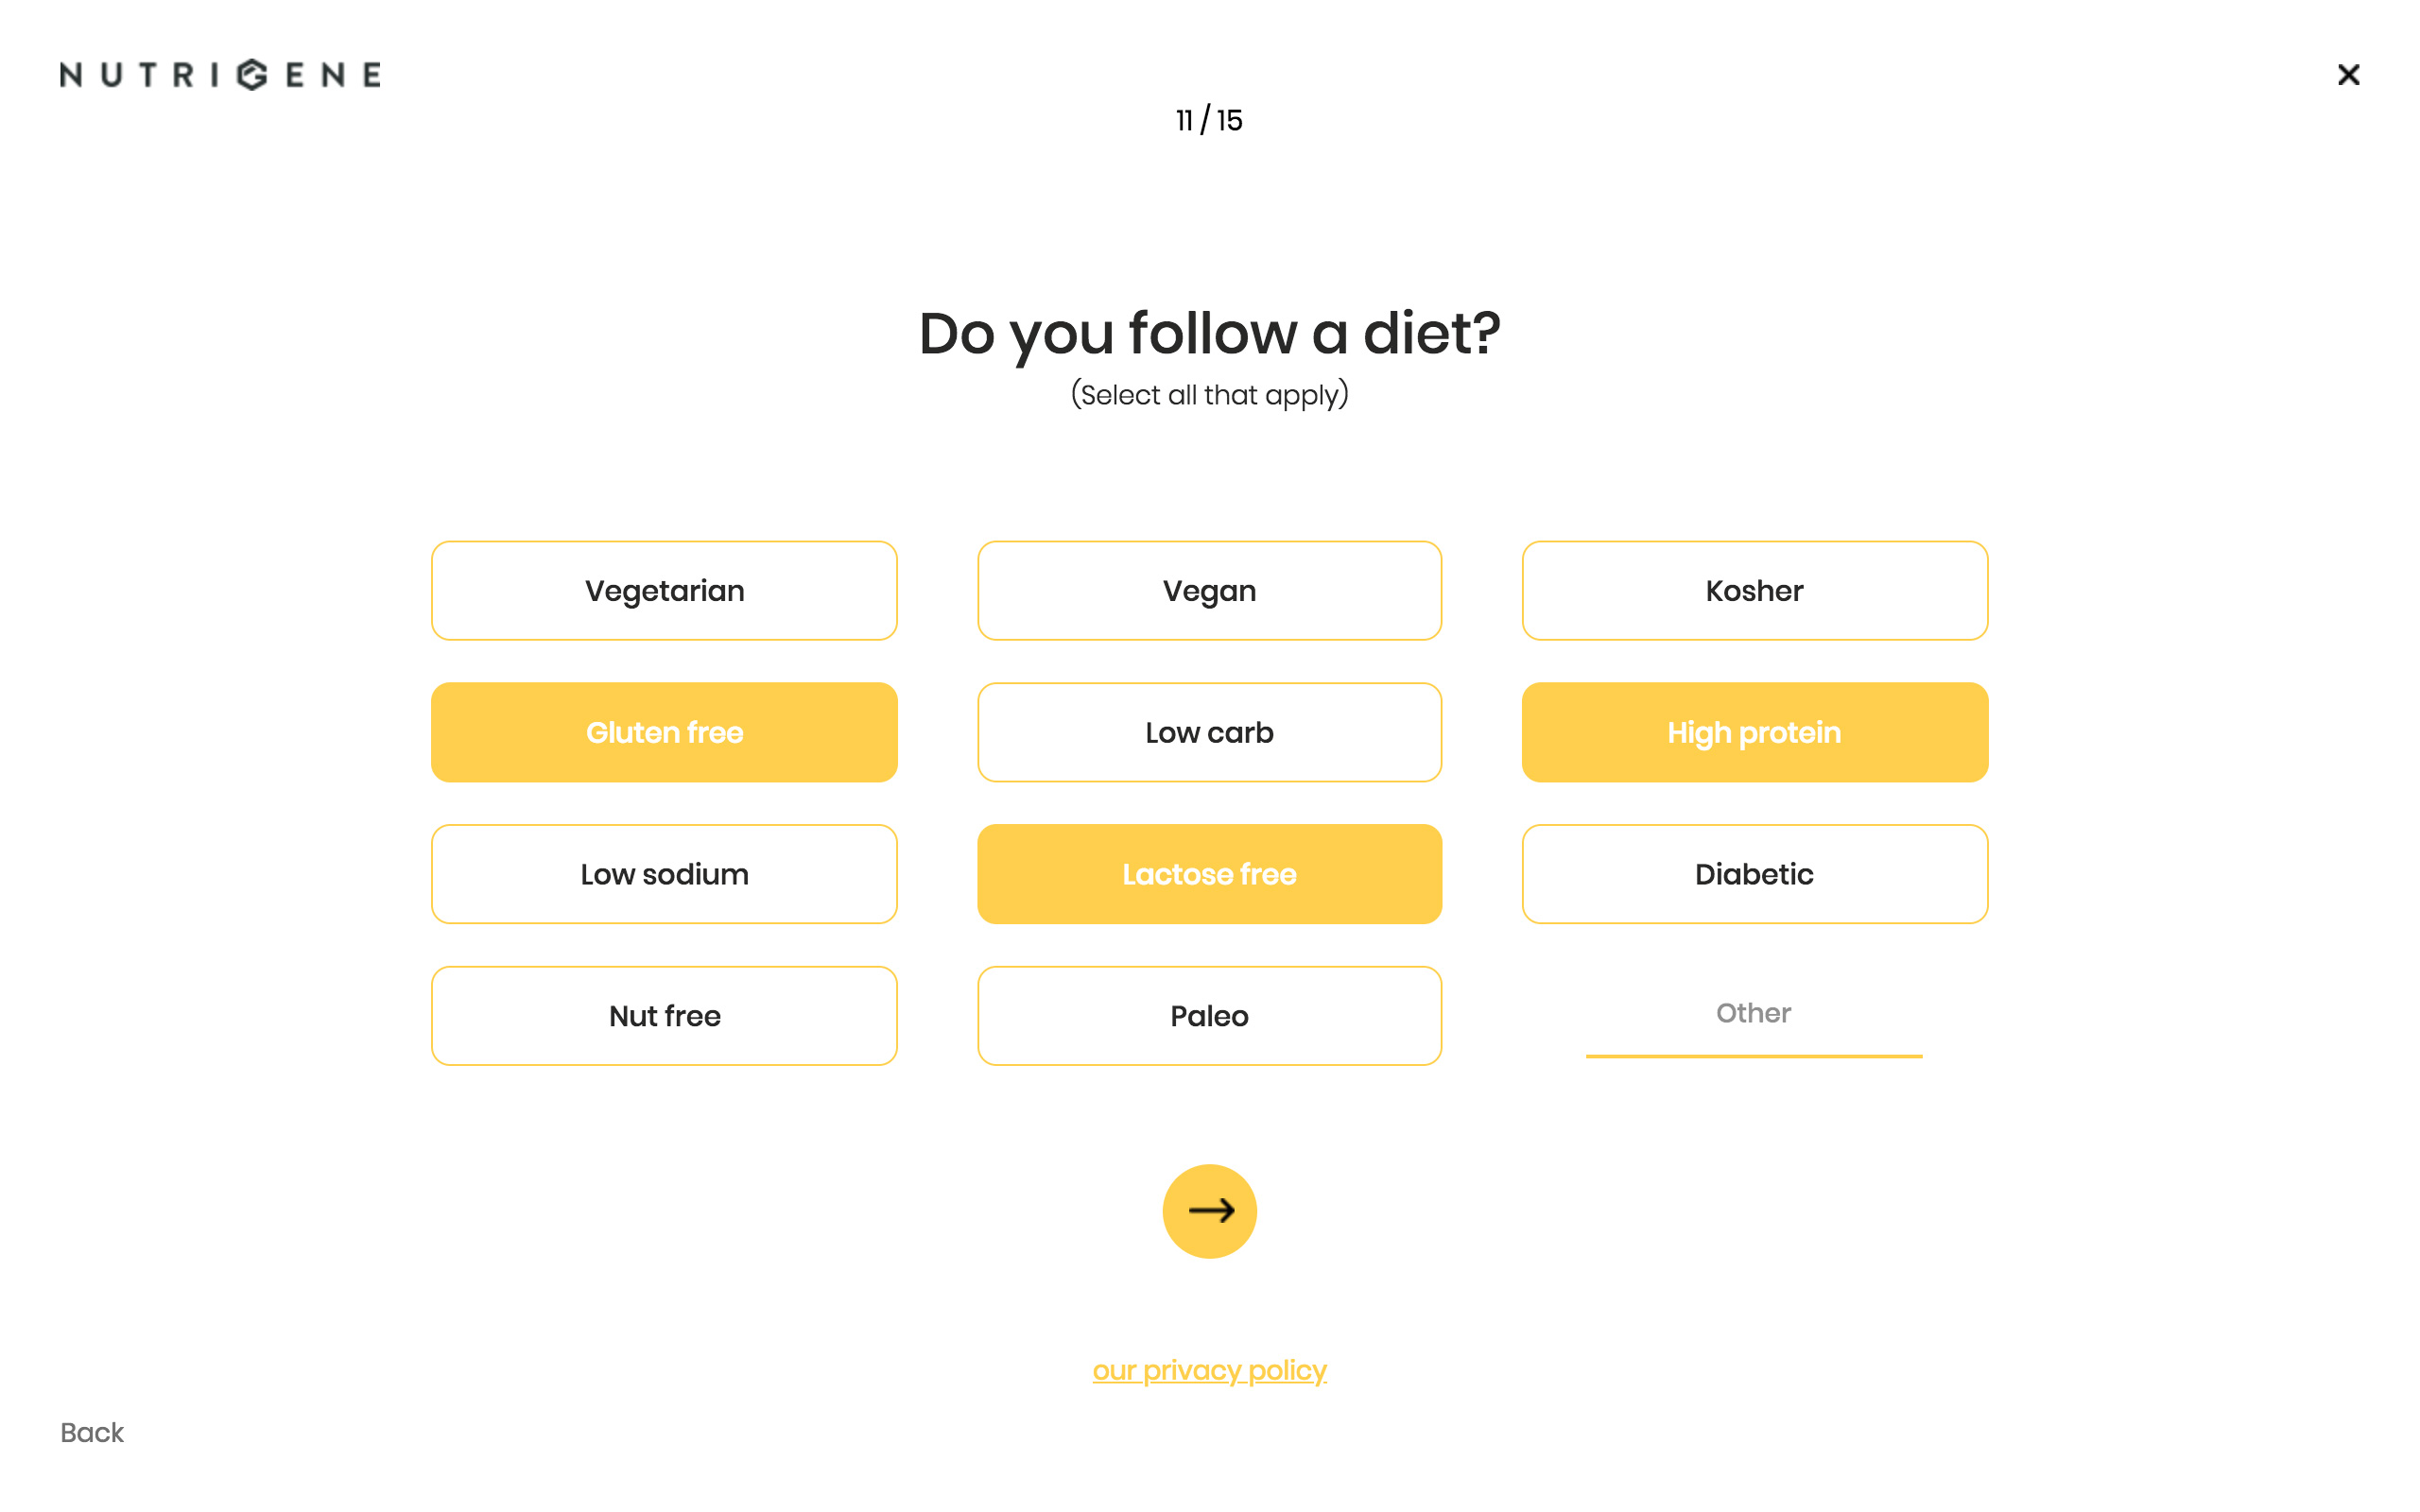 NUTRIGENE
11 / 15
Do you follow a diet?
(Select all that apply)
Vegetarian
Vegan
Kosher
Gluten free
Low carb
High protein
Low sodium
Lactose free
Diabetic
Nut free
Paleo
Other
our privacy policy
Back